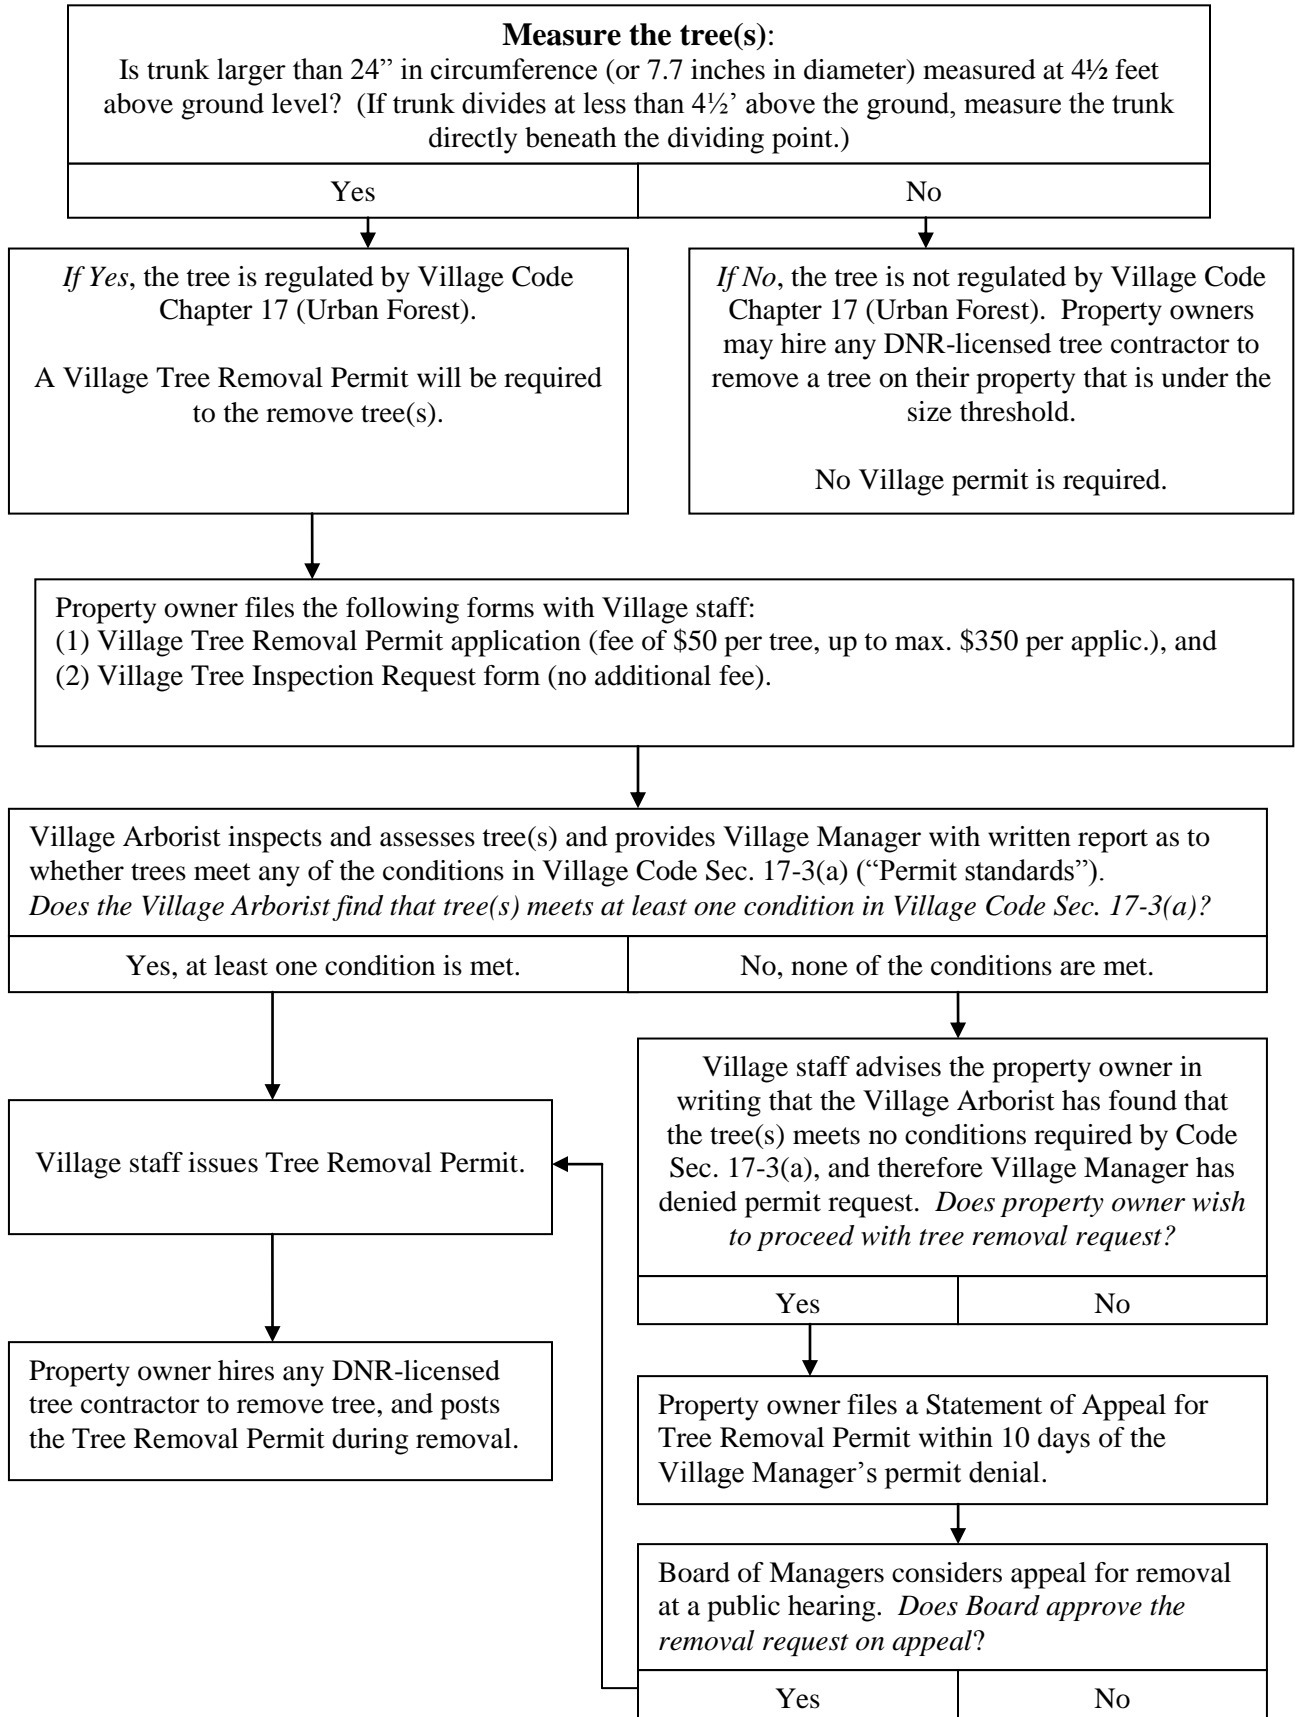 Measure the tree(s):
Is trunk larger than 24” in circumference (or 7.7 inches in diameter) measured at 4½ feet
above ground level? (If trunk divides at less than 4½’ above the ground, measure the trunk
directly beneath the dividing point.)
Yes
No
If Yes, the tree is regulated by Village Code
Chapter 17 (Urban Forest).
A Village Tree Removal Permit will be required
to the remove tree(s).
If No, the tree is not regulated by Village Code
Chapter 17 (Urban Forest). Property owners
may hire any DNR-licensed tree contractor to
remove a tree on their property that is under the
size threshold.
No Village permit is required.
Property owner files the following forms with Village staff:
(1) Village Tree Removal Permit application (fee of $50 per tree, up to max. $350 per applic.), and
(2) Village Tree Inspection Request form (no additional fee).
Village Arborist inspects and assesses tree(s) and provides Village Manager with written report as to
whether trees meet any of the conditions in Village Code Sec. 17-3(a) (“Permit standards”).
Does the Village Arborist find that tree(s) meets at least one condition in Village Code Sec. 17-3(a)?
Yes, at least one condition is met.
No, none of the conditions are met.
Village staff issues Tree Removal Permit.
Property owner hires any DNR-licensed
tree contractor to remove tree, and posts
the Tree Removal Permit during removal.
Village staff advises the property owner in
writing that the Village Arborist has found that
the tree(s) meets no conditions required by Code
Sec. 17-3(a), and therefore Village Manager has
denied permit request. Does property owner wish
to proceed with tree removal request?
Yes
No
Property owner files a Statement of Appeal for
Tree Removal Permit within 10 days of the
Village Manager’s permit denial.
Board of Managers considers appeal for removal
at a public hearing. Does Board approve the
removal request on appeal?
Yes
No